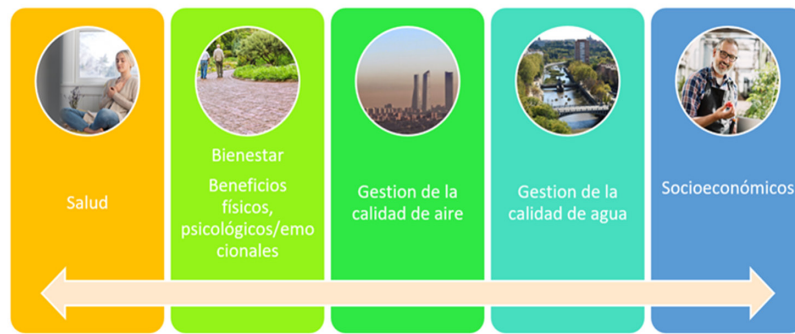 Salud
Bienestar
Beneficios
físicos,
psicológicos/emo
cionales
Gestion de la
calidad de aire
Gestion de la
calidad de agua
Socioeconómicos